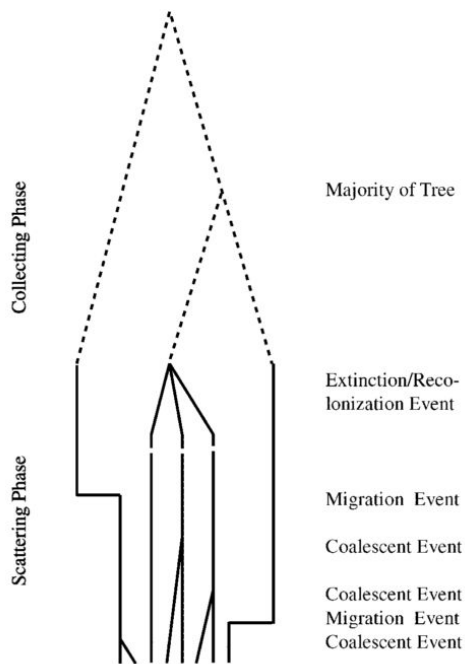 Collecting Phase
Majority of Tree
Extinction/Reco-
lonization Event
Scattering Phase
Migration Event
Coalescent Event
Coalescent Event
Migration Event
Coalescent Event